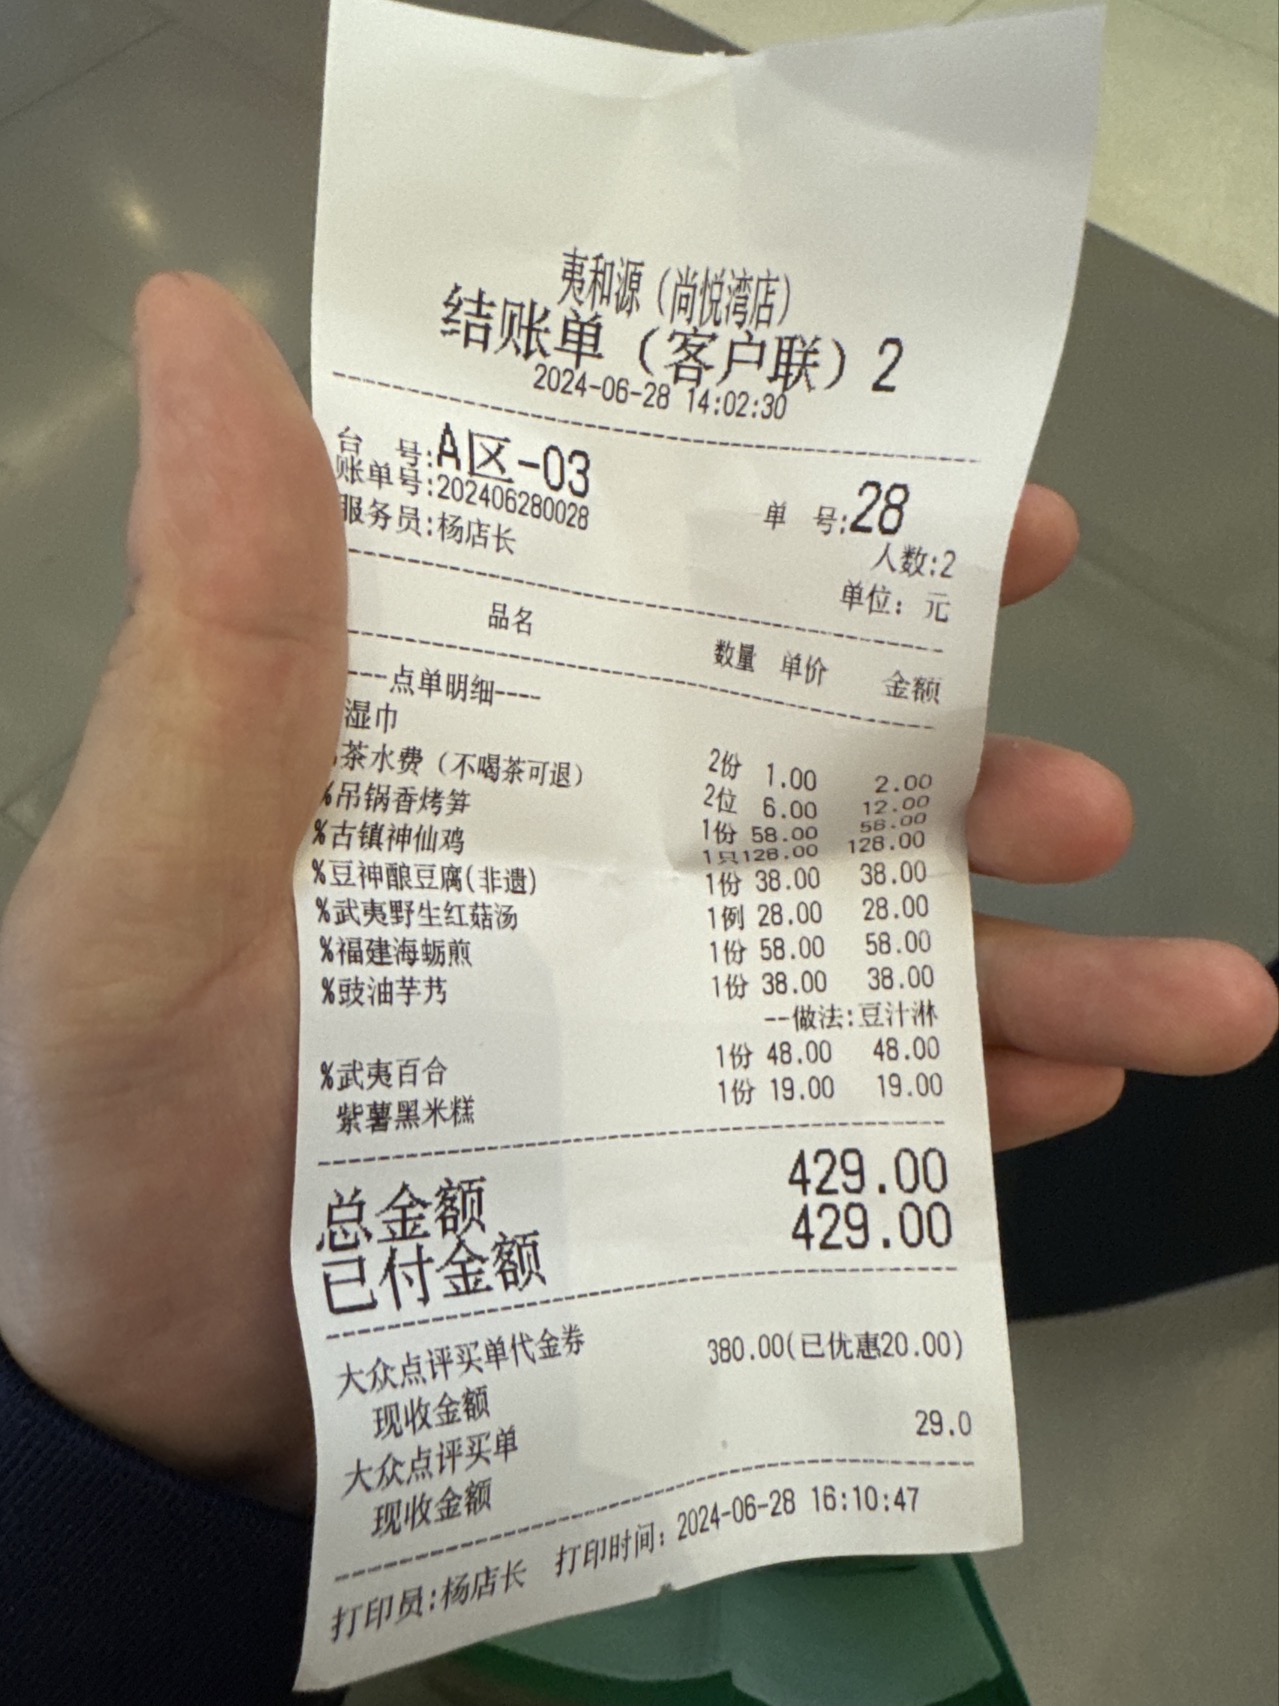 夷和源（尚悦湾店）
结账单（客户联）2
2024-06-28 14:02:30
台 号:A区-03 单 号:28
账单号:202406280028 人数:2
服务员:杨店长 单位: 元
品名 数量 单价 金额
----点单明细----
湿巾 2份 1.00 2.00
茶水费（不喝茶可退） 2位 6.00 12.00
%吊锅香烤笋 1份 58.00 58.00
%古镇神仙鸡 1只 128.00 128.00
%豆神酿豆腐(非遗) 1份 38.00 38.00
%武夷野生红菇汤 1例 28.00 28.00
%福建海蛎煎 1份 58.00 58.00
%豉油芋艿 1份 38.00 38.00
--做法:豆汁淋
%武夷百合 1份 48.00 48.00
紫薯黑米糕 1份 19.00 19.00
总金额 429.00
已付金额 429.00
大众点评买单代金券 380.00(已优惠20.00)
现收金额
大众点评买单 29.0
现收金额
打印员:杨店长 打印时间: 2024-06-28 16:10:47